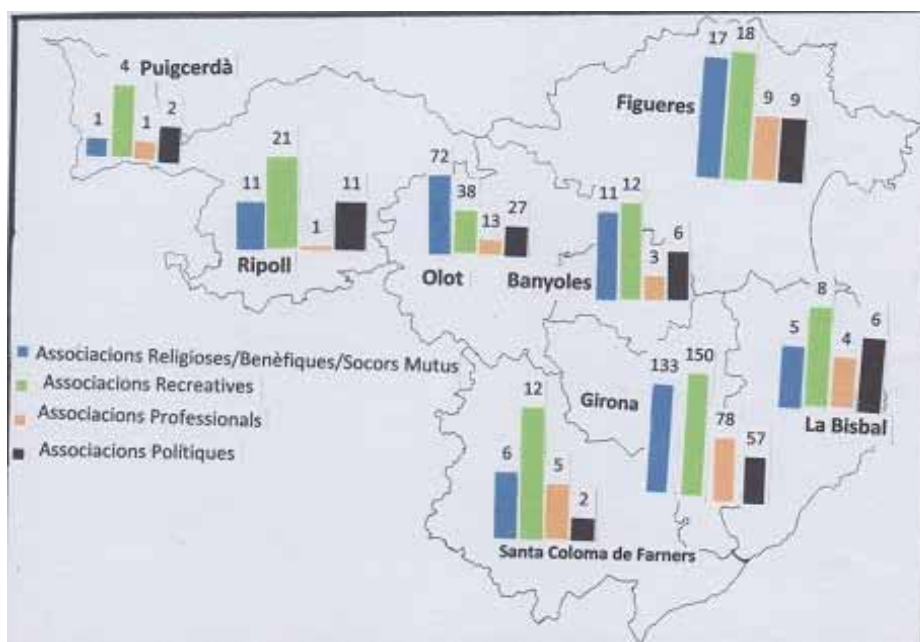 Puigcerdà
1 4 1 2
Ripoll
11 21 1 11
Olot
72 38 13 27
Banyoles
11 12 3 6
Figueres
17 18 9 9
La Bisbal
5 8 4 6
Girona
133 150 78 57
Santa Coloma de Farners
6 12 5 2
Associacions Religioses/Benèfiques/Socors Mutus
Associacions Recreatives
Associacions Professionals
Associacions Polítiques